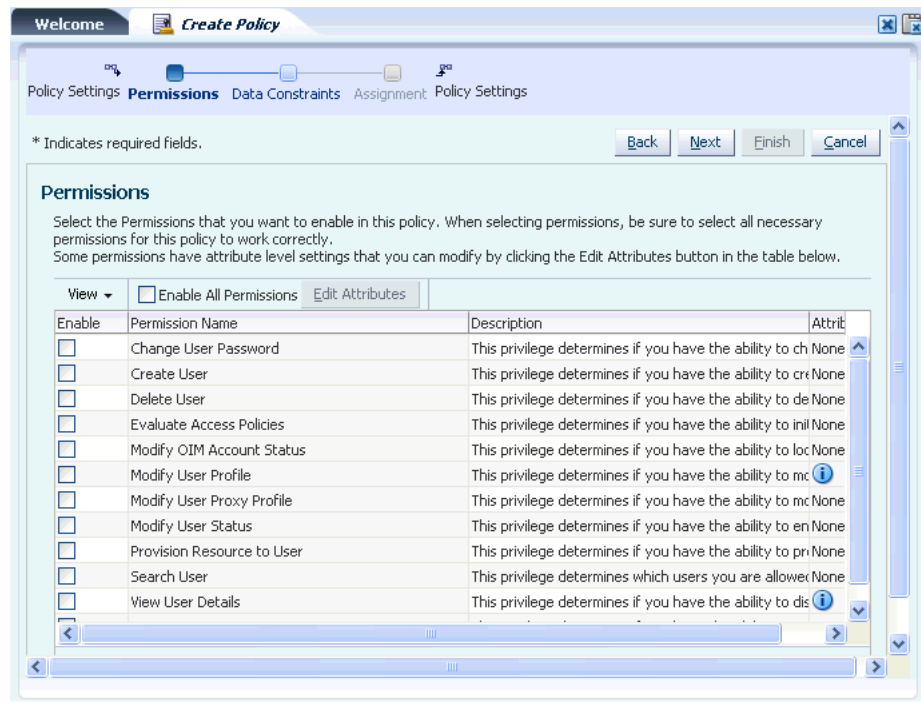 Welcome
Create Policy
Policy Settings Permissions Data Constraints Assignment Policy Settings
* Indicates required fields.
Back Next Finish Cancel
Permissions
Select the Permissions that you want to enable in this policy. When selecting permissions, be sure to select all necessary
permissions for this policy to work correctly.
Some permissions have attribute level settings that you can modify by clicking the Edit Attributes button in the table below.
View Enable All Permissions Edit Attributes
Enable Permission Name Description Attrib
Change User Password This privilege determines if you have the ability to ch None
Create User This privilege determines if you have the ability to cre None
Delete User This privilege determines if you have the ability to de None
Evaluate Access Policies This privilege determines if you have the ability to init None
Modify OIM Account Status This privilege determines if you have the ability to loc None
Modify User Profile This privilege determines if you have the ability to mo
Modify User Proxy Profile This privilege determines if you have the ability to mo None
Modify User Status This privilege determines if you have the ability to en None
Provision Resource to User This privilege determines if you have the ability to pr None
Search User This privilege determines which users you are allowed None
View User Details This privilege determines if you have the ability to dis